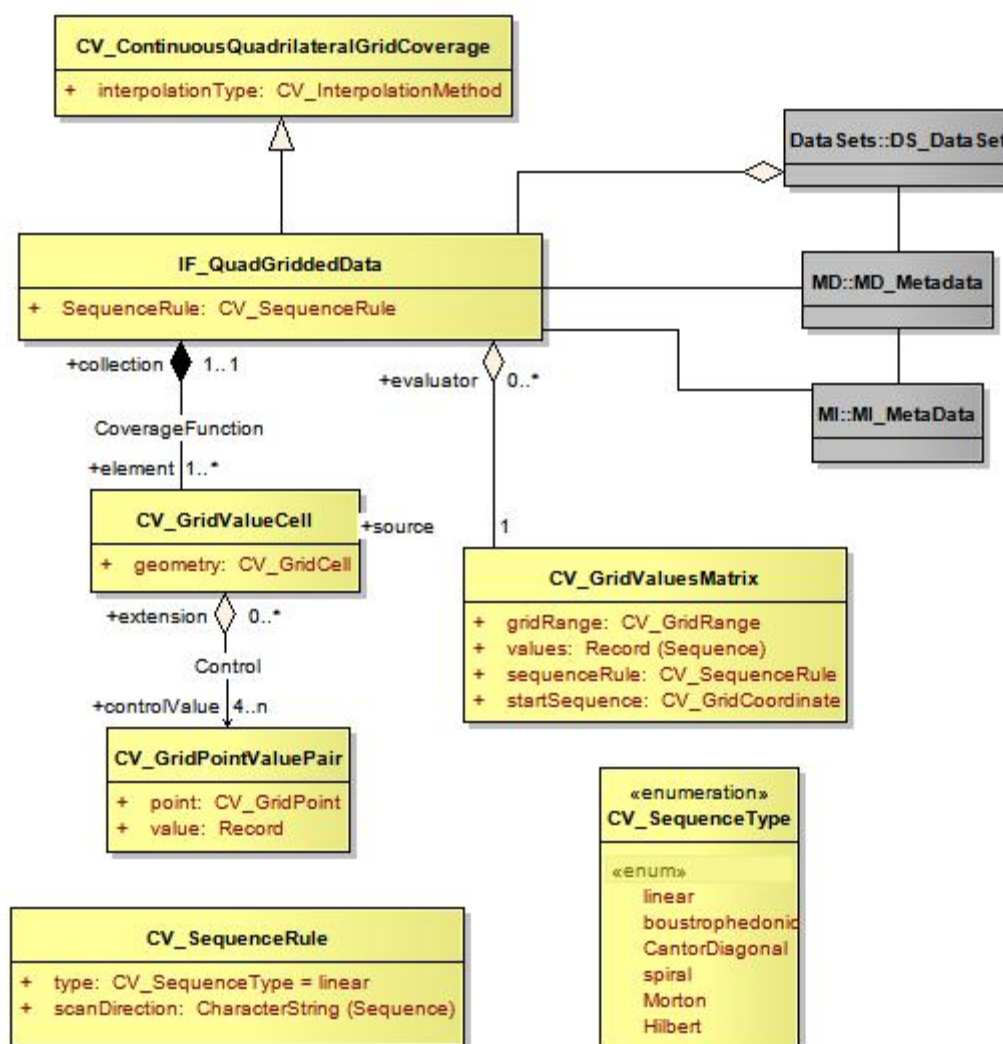 CV_ContinuousQuadrilateralGridCoverage
+ interpolationType: CV_InterpolationMethod
DataSets::DS_DataSet
IF_QuadGriddedData
+ SequenceRule: CV_SequenceRule
MD::MD_Metadata
MI::MI_MetaData
+collection 1..1
+evaluator 0..*
CoverageFunction
+element 1..*
CV_GridValueCell
+ geometry: CV_GridCell
+source 1
+extension 0..*
Control
+controlValue 4..n
CV_GridValuesMatrix
+ gridRange: CV_GridRange
+ values: Record (Sequence)
+ sequenceRule: CV_SequenceRule
+ startSequence: CV_GridCoordinate
CV_GridPointValuePair
+ point: CV_GridPoint
+ value: Record
«enumeration»
CV_SequenceType
«enum»
linear
boustrophedonic
CantorDiagonal
spiral
Morton
Hilbert
CV_SequenceRule
+ type: CV_SequenceType = linear
+ scanDirection: CharacterString (Sequence)